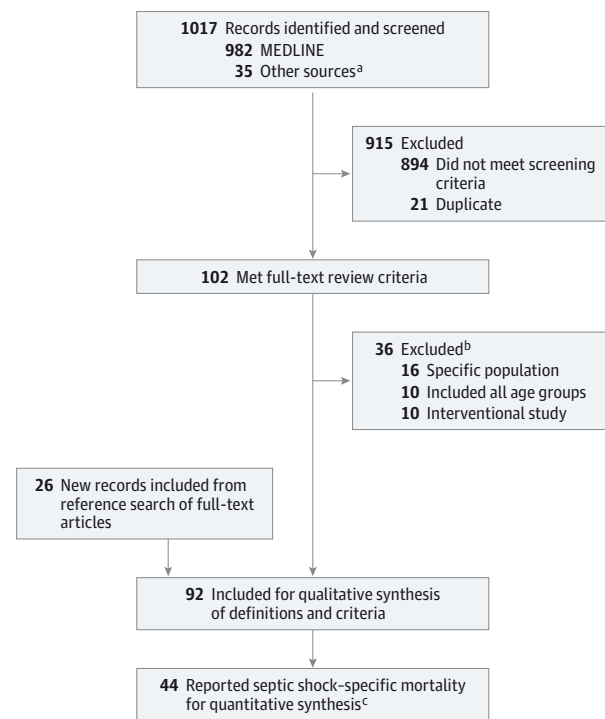 1017 Records identified and screened
982 MEDLINE
35 Other sourcesᵃ
915 Excluded
894 Did not meet screening
criteria
21 Duplicate
102 Met full-text review criteria
36 Excludedᵇ
16 Specific population
10 Included all age groups
10 Interventional study
26 New records included from
reference search of full-text
articles
92 Included for qualitative synthesis
of definitions and criteria
44 Reported septic shock–specific mortality
for quantitative synthesisᶜ